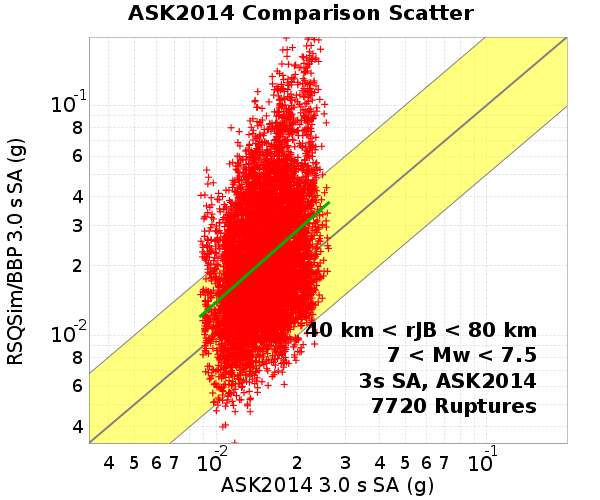 ASK2014 Comparison Scatter
RSQSim/BBP 3.0 s SA (g)
10-1
8
6
4
3
2
10-2
8
6
4
40 km < rJB < 80 km
7 < Mw < 7.5
3s SA, ASK2014
7720 Ruptures
4 5 6 7 10-2 2 3 4 5 6 7 10-1
ASK2014 3.0 s SA (g)